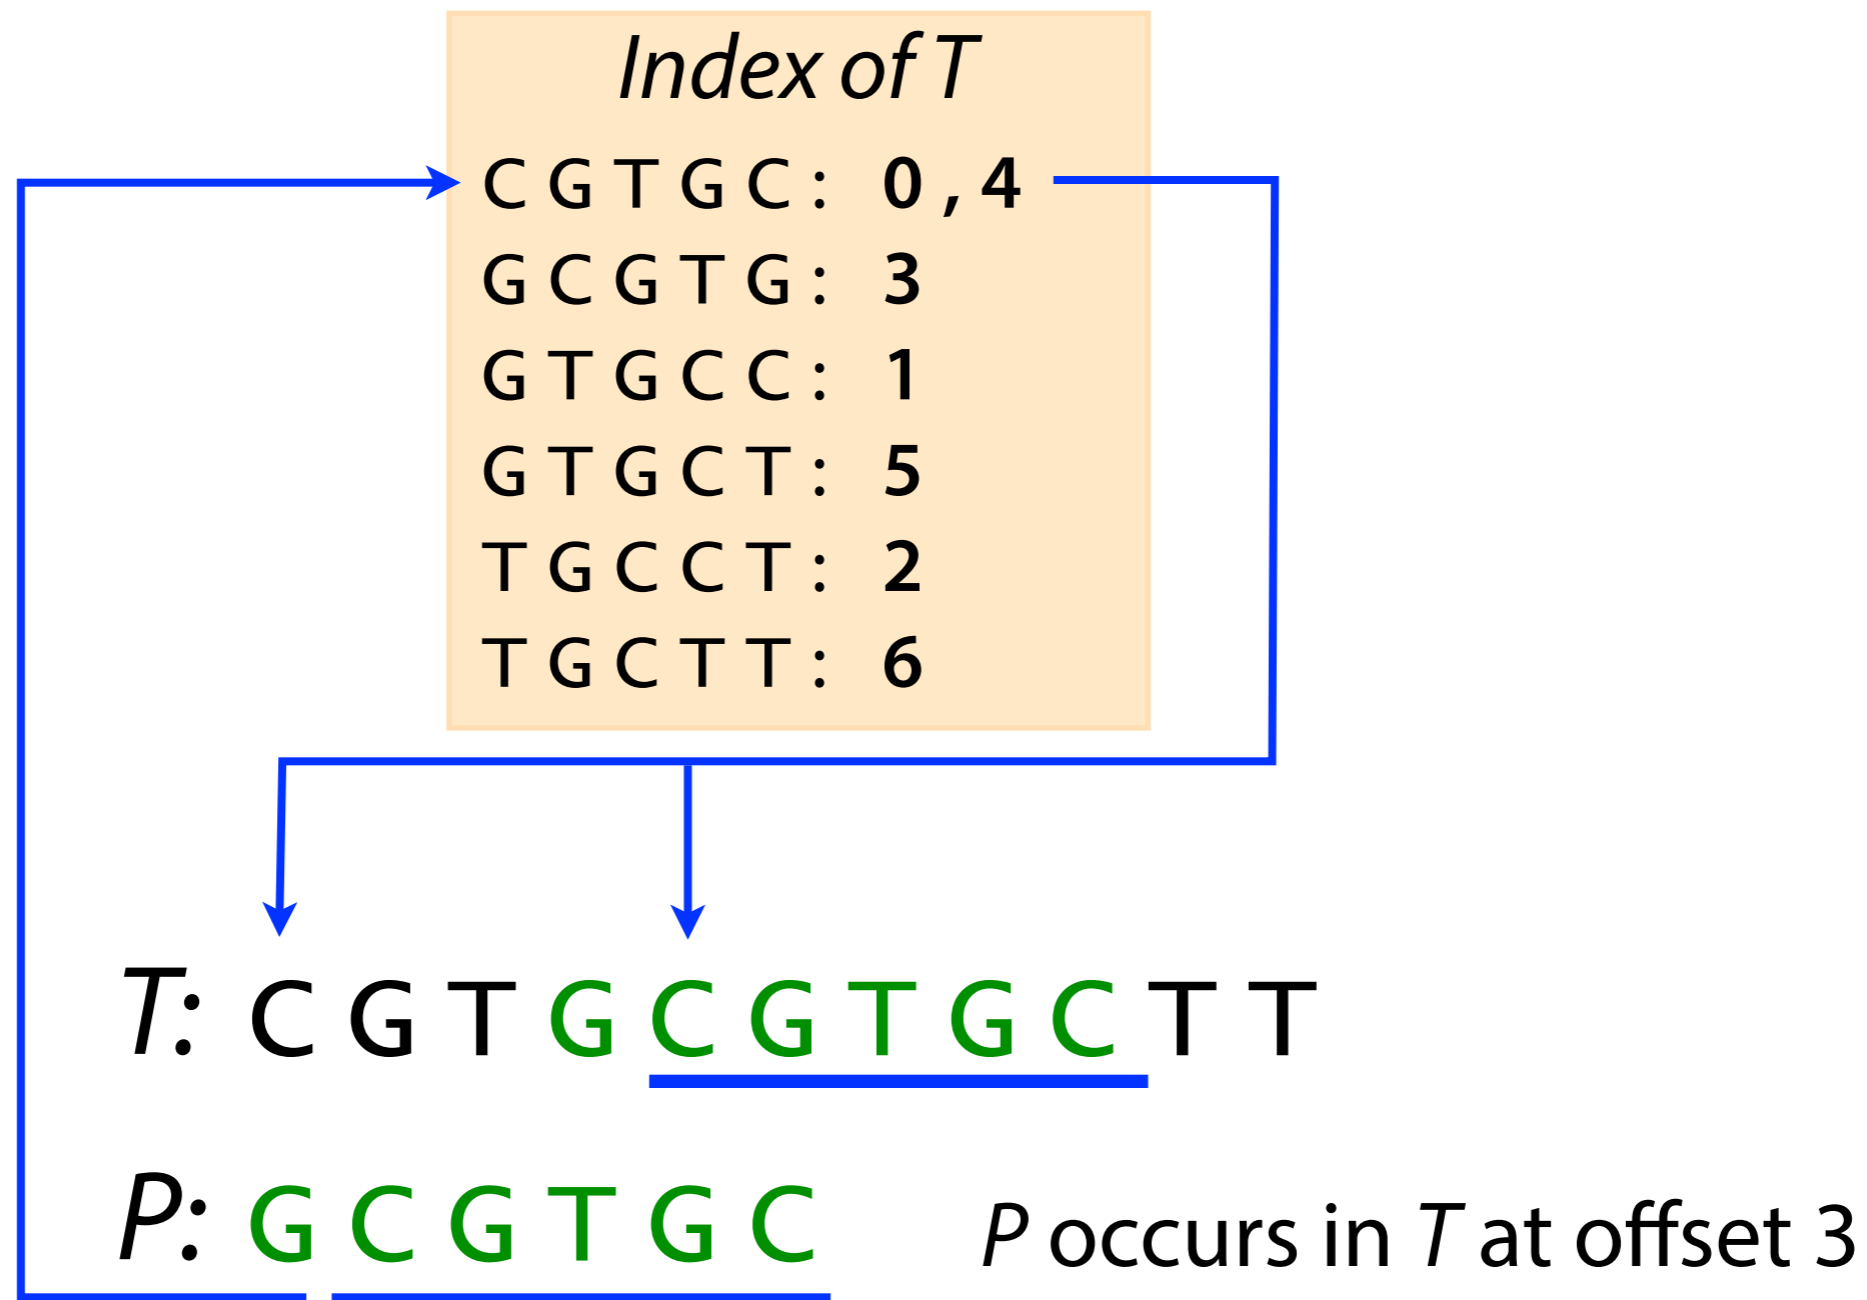 Index of T
C G T G C : 0 , 4
G C G T G : 3
G T G C C : 1
G T G C T : 5
T G C C T : 2
T G C T T : 6
T: C G T G C G T G C T T
P: G C G T G C
P occurs in T at offset 3